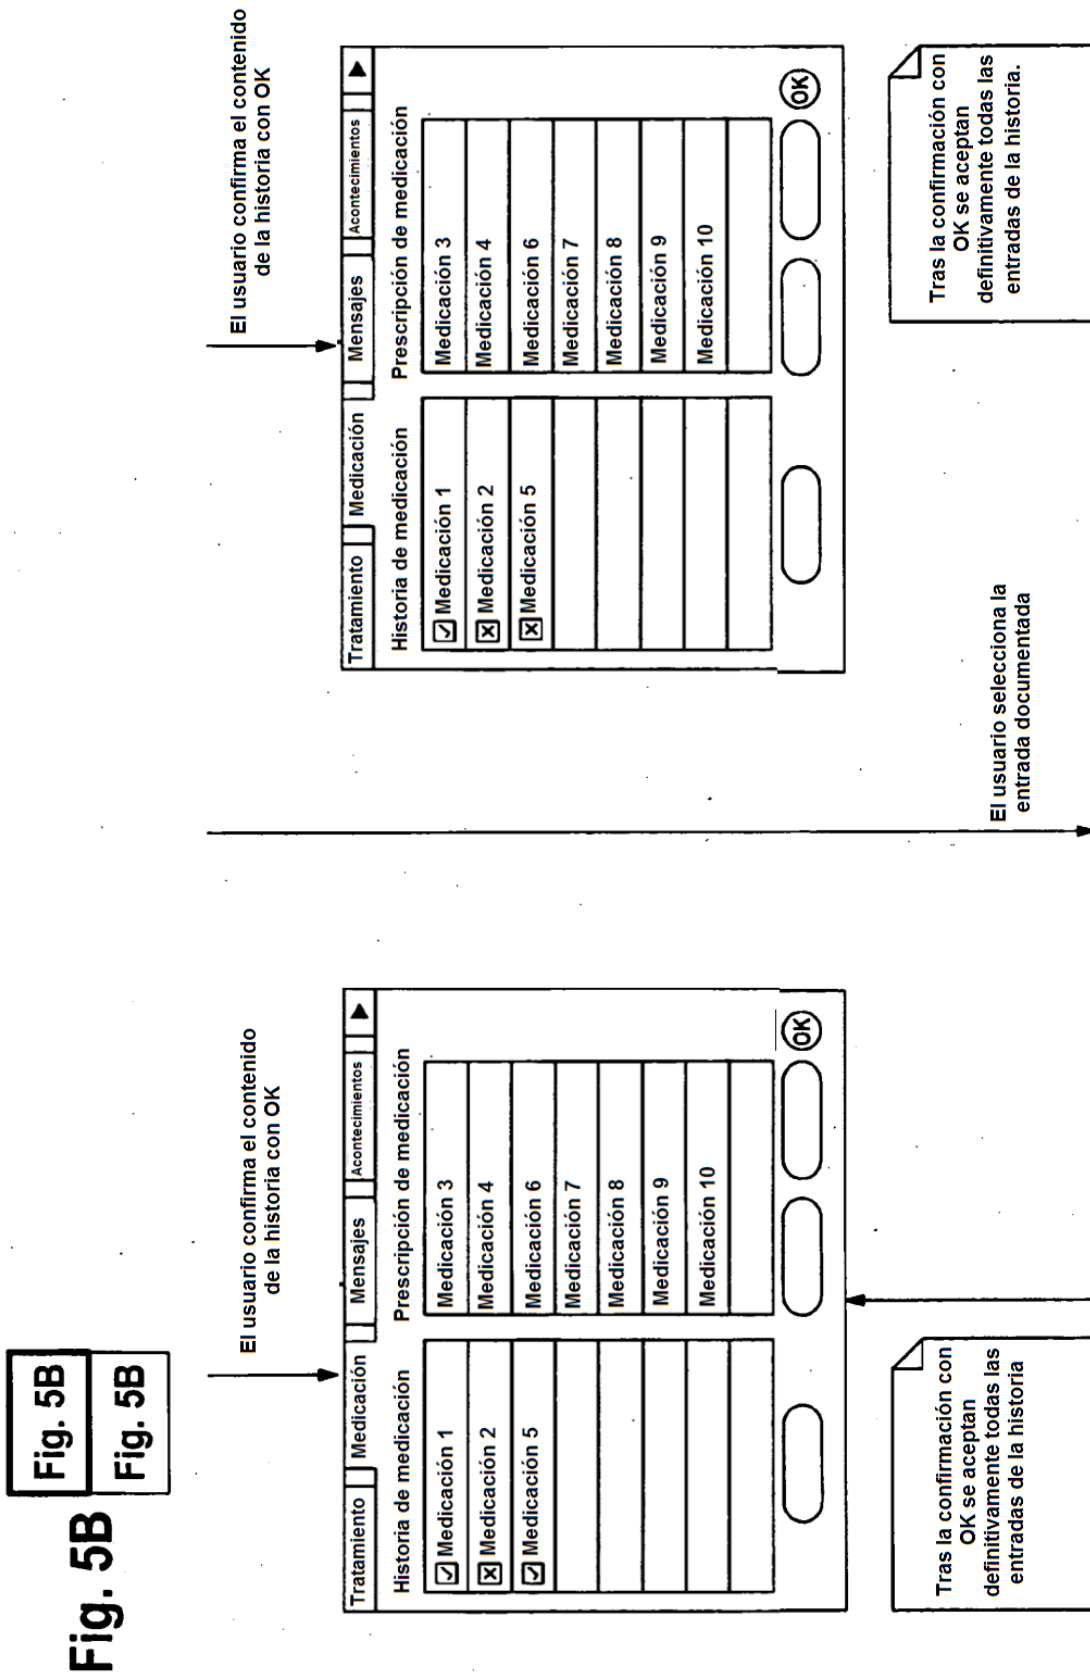 Fig. 5B
Fig. 5B
Fig. 5B
El usuario confirma el contenido
de la historia con OK
Tratamiento
Medicación
Mensajes
Acontecimientos
Historia de medicación
Prescripción de medicación
Medicación 1
Medicación 2
Medicación 5
Medicación 3
Medicación 4
Medicación 6
Medicación 7
Medicación 8
Medicación 9
Medicación 10
OK
Tras la confirmación con
OK se aceptan
definitivamente todas las
entradas de la historia
El usuario selecciona la
entrada documentada
El usuario confirma el contenido
de la historia con OK
Tratamiento
Medicación
Mensajes
Acontecimientos
Historia de medicación
Prescripción de medicación
Medicación 1
Medicación 2
Medicación 5
Medicación 3
Medicación 4
Medicación 6
Medicación 7
Medicación 8
Medicación 9
Medicación 10
OK
Tras la confirmación con
OK se aceptan
definitivamente todas las
entradas de la historia.